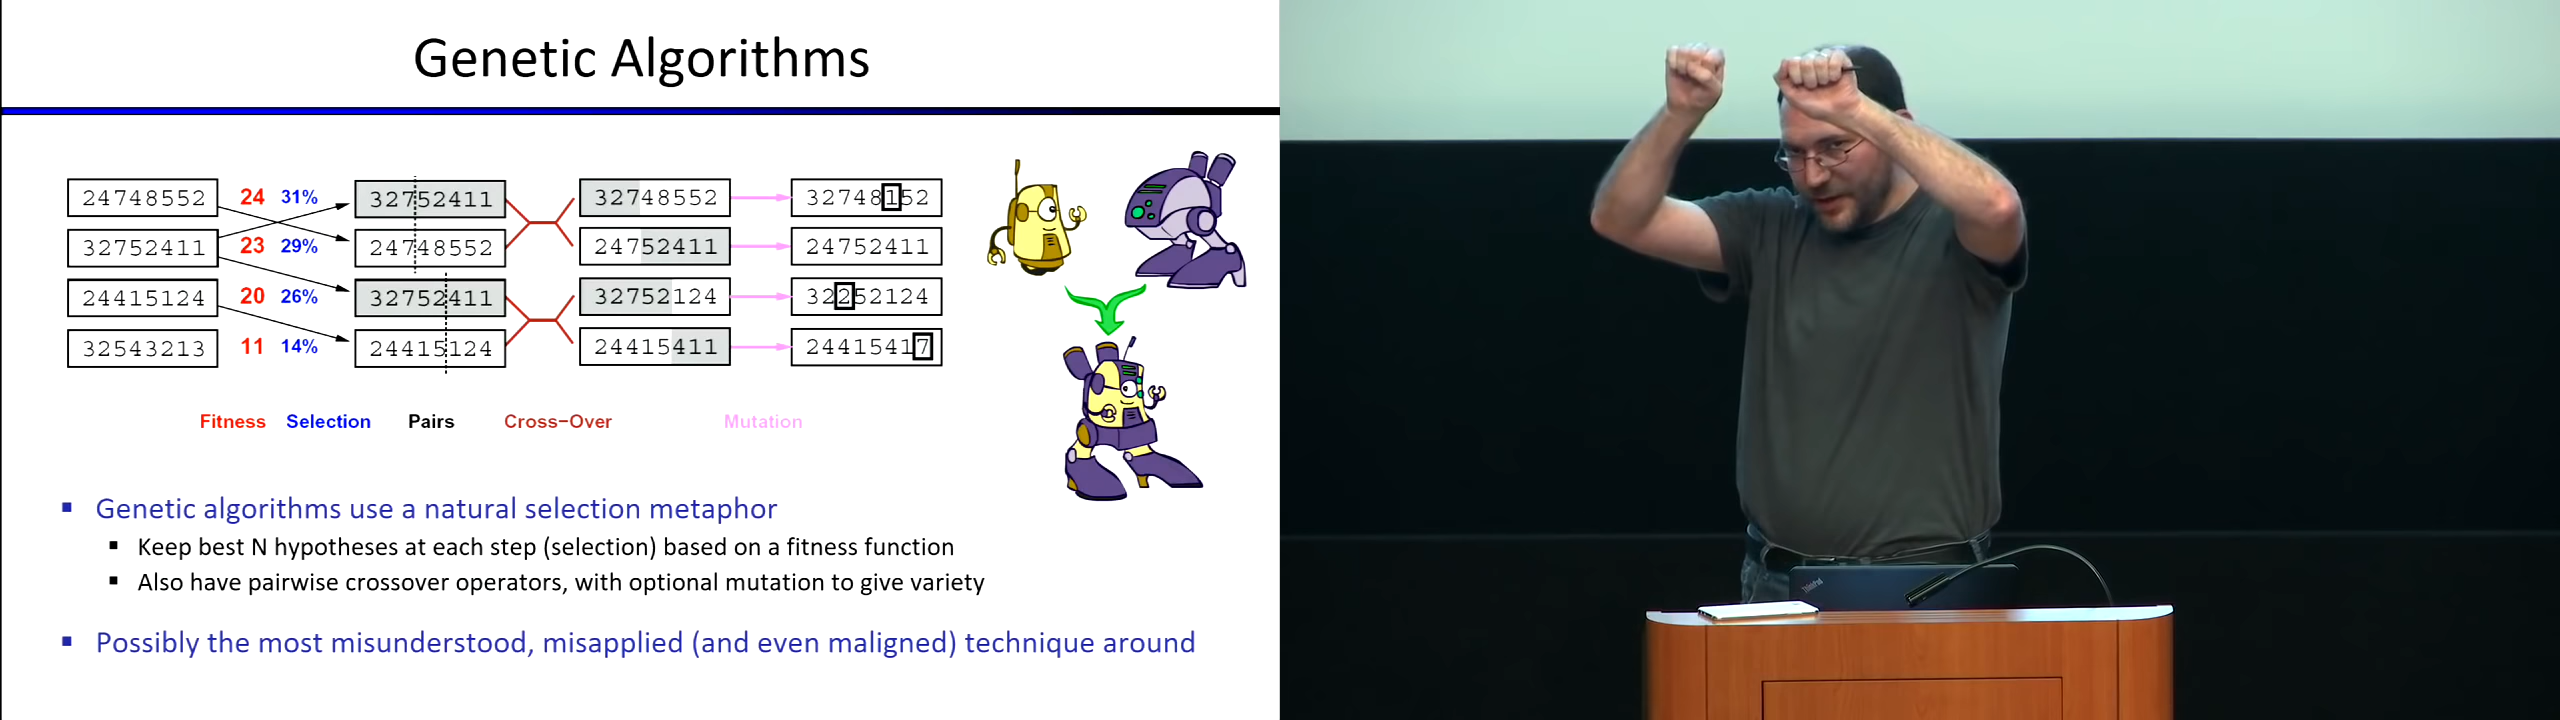 Genetic Algorithms
24748552 24 31% 32752411 32748552 32748152
32752411 23 29% 24748552 24752411 24752411
24415124 20 26% 32752411 32752124 32252124
32543213 11 14% 24415124 24415411 24415417
Fitness Selection Pairs Cross–Over Mutation
▪ Genetic algorithms use a natural selection metaphor
▪ Keep best N hypotheses at each step (selection) based on a fitness function
▪ Also have pairwise crossover operators, with optional mutation to give variety
▪ Possibly the most misunderstood, misapplied (and even maligned) technique around
ThinkPad